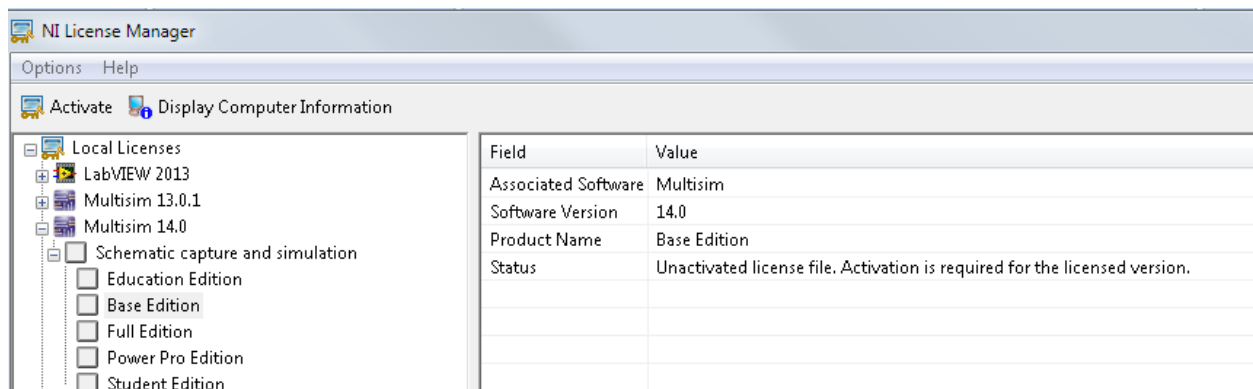 NI License Manager
Options Help
Activate Display Computer Information
Local Licenses
LabVIEW 2013
Multisim 13.0.1
Multisim 14.0
Schematic capture and simulation
Education Edition
Base Edition
Full Edition
Power Pro Edition
Student Edition
Field Value
Associated Software Multisim
Software Version 14.0
Product Name Base Edition
Status Unactivated license file. Activation is required for the licensed version.